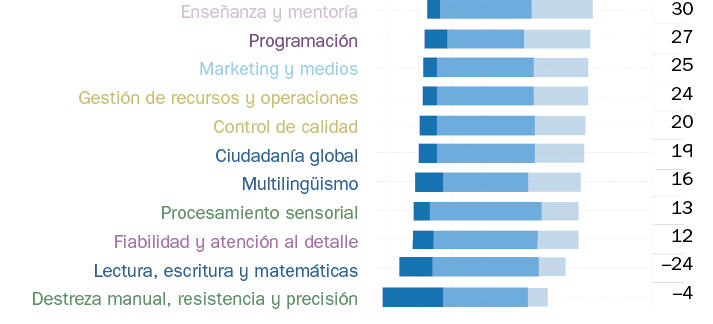 Enseñanza y mentoría 30
Programación 27
Marketing y medios 25
Gestión de recursos y operaciones 24
Control de calidad 20
Ciudadanía global 19
Multilingüismo 16
Procesamiento sensorial 13
Fiabilidad y atención al detalle 12
Lectura, escritura y matemáticas –24
Destreza manual, resistencia y precisión –4